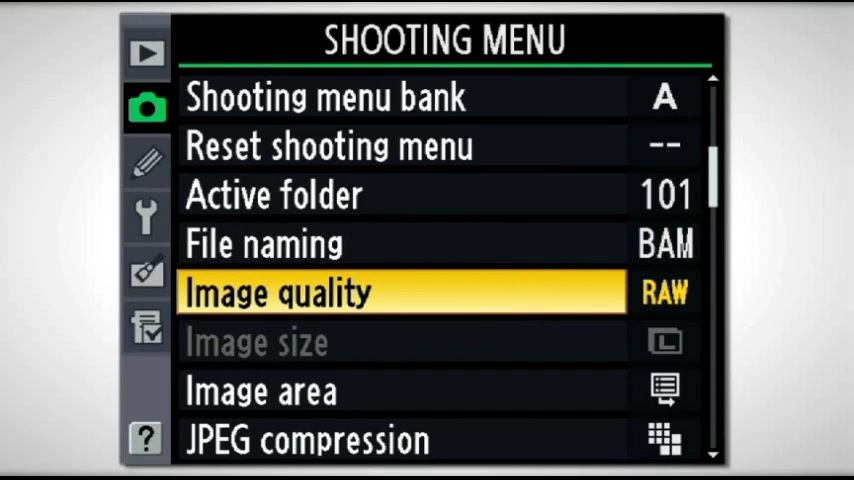 SHOOTING MENU
Shooting menu bank A
Reset shooting menu --
Active folder 101
File naming BAM
Image quality RAW
Image size L
Image area
JPEG compression
?